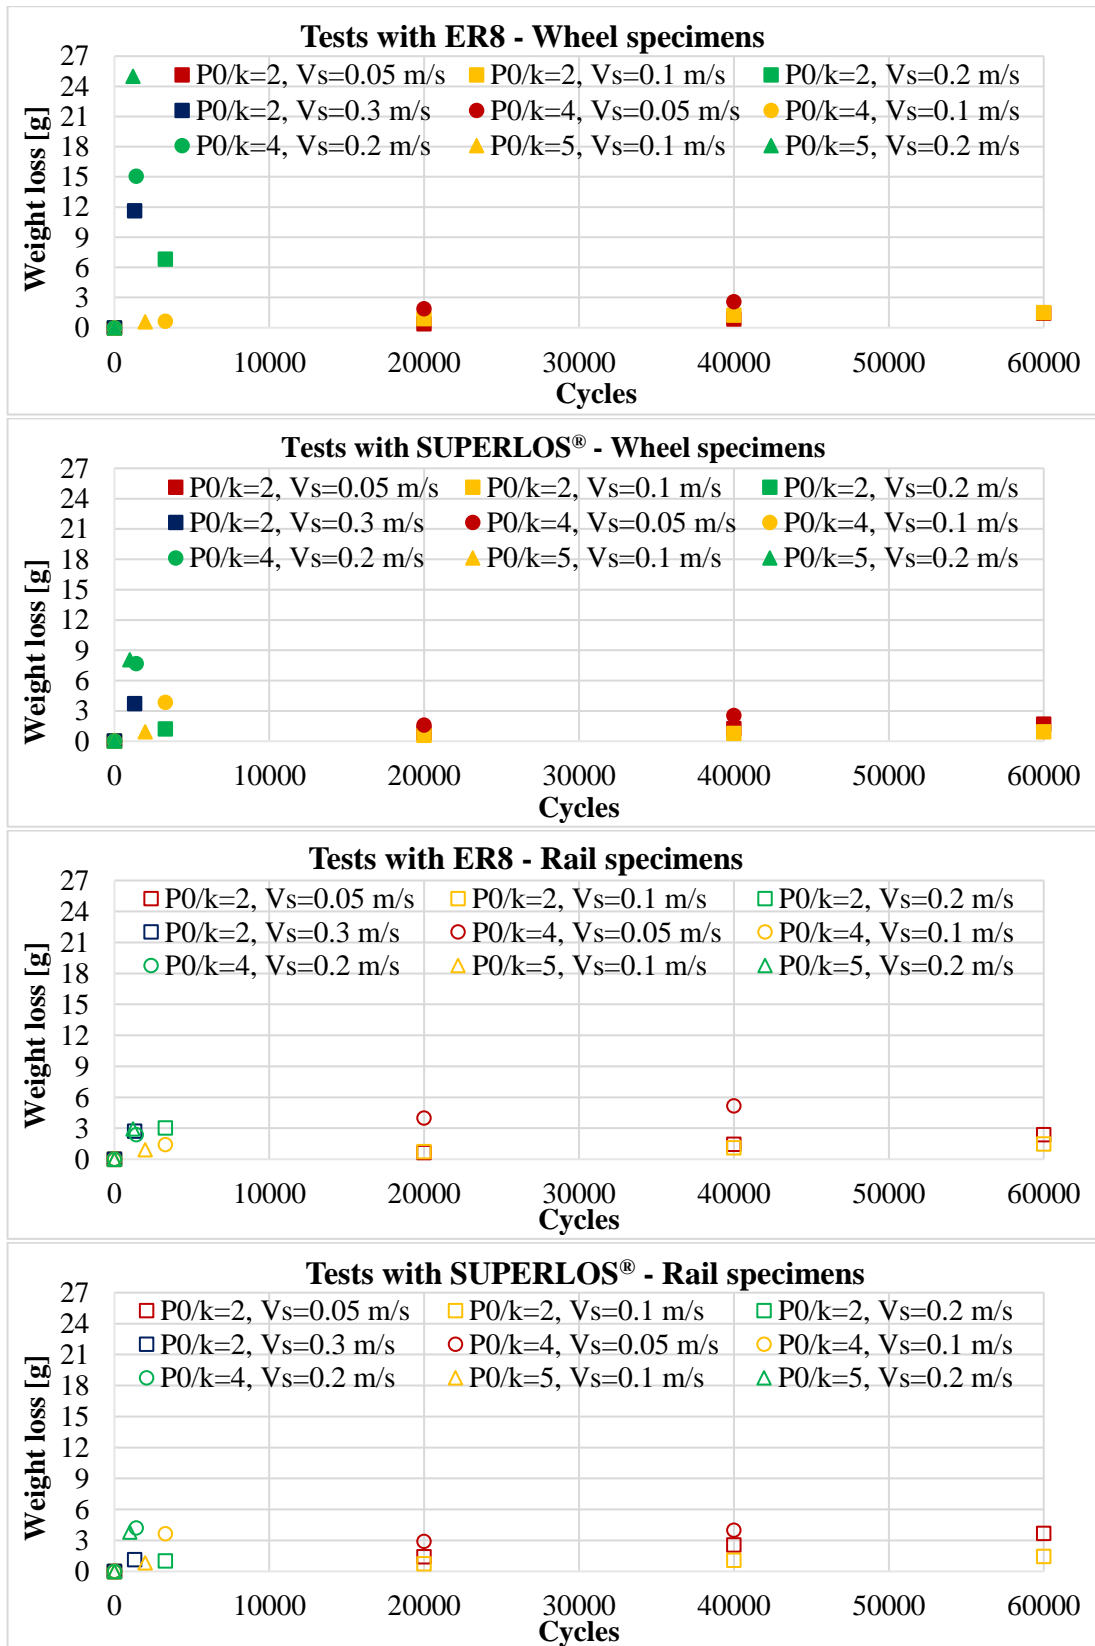 Tests with ER8 - Wheel specimens
27
24
21
18
15
12
9
6
3
0
Weight loss [g]
P0/k=2, Vs=0.05 m/s P0/k=2, Vs=0.1 m/s P0/k=2, Vs=0.2 m/s
P0/k=2, Vs=0.3 m/s P0/k=4, Vs=0.05 m/s P0/k=4, Vs=0.1 m/s
P0/k=4, Vs=0.2 m/s P0/k=5, Vs=0.1 m/s P0/k=5, Vs=0.2 m/s
0 10000 20000 30000 40000 50000 60000
Cycles
Tests with SUPERLOS® - Wheel specimens
27
24
21
18
15
12
9
6
3
0
Weight loss [g]
P0/k=2, Vs=0.05 m/s P0/k=2, Vs=0.1 m/s P0/k=2, Vs=0.2 m/s
P0/k=2, Vs=0.3 m/s P0/k=4, Vs=0.05 m/s P0/k=4, Vs=0.1 m/s
P0/k=4, Vs=0.2 m/s P0/k=5, Vs=0.1 m/s P0/k=5, Vs=0.2 m/s
0 10000 20000 30000 40000 50000 60000
Cycles
Tests with ER8 - Rail specimens
27
24
21
18
15
12
9
6
3
0
Weight loss [g]
P0/k=2, Vs=0.05 m/s P0/k=2, Vs=0.1 m/s P0/k=2, Vs=0.2 m/s
P0/k=2, Vs=0.3 m/s P0/k=4, Vs=0.05 m/s P0/k=4, Vs=0.1 m/s
P0/k=4, Vs=0.2 m/s P0/k=5, Vs=0.1 m/s P0/k=5, Vs=0.2 m/s
0 10000 20000 30000 40000 50000 60000
Cycles
Tests with SUPERLOS® - Rail specimens
27
24
21
18
15
12
9
6
3
0
Weight loss [g]
P0/k=2, Vs=0.05 m/s P0/k=2, Vs=0.1 m/s P0/k=2, Vs=0.2 m/s
P0/k=2, Vs=0.3 m/s P0/k=4, Vs=0.05 m/s P0/k=4, Vs=0.1 m/s
P0/k=4, Vs=0.2 m/s P0/k=5, Vs=0.1 m/s P0/k=5, Vs=0.2 m/s
0 10000 20000 30000 40000 50000 60000
Cycles